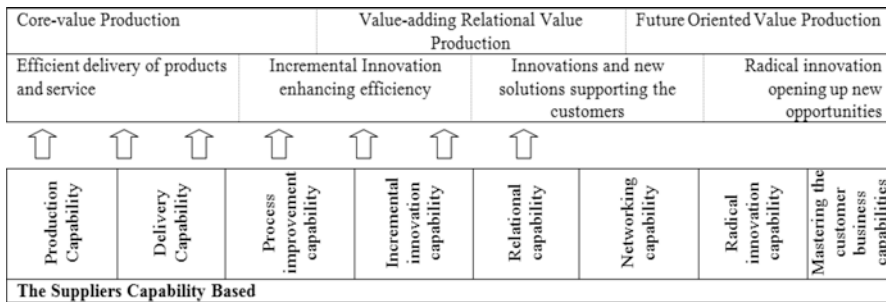 Core-value Production
Value-adding Relational Value
Production
Future Oriented Value Production
Efficient delivery of products
and service
Incremental Innovation
enhancing efficiency
Innovations and new
solutions supporting the
customers
Radical innovation
opening up new
opportunities
Production
Capability
Delivery
Capability
Process
improvement
capability
Incremental
innovation
capability
Relational
capability
Networking
capability
Radical
innovation
capability
Mastering the
customer
business
capabilities
The Suppliers Capability Based